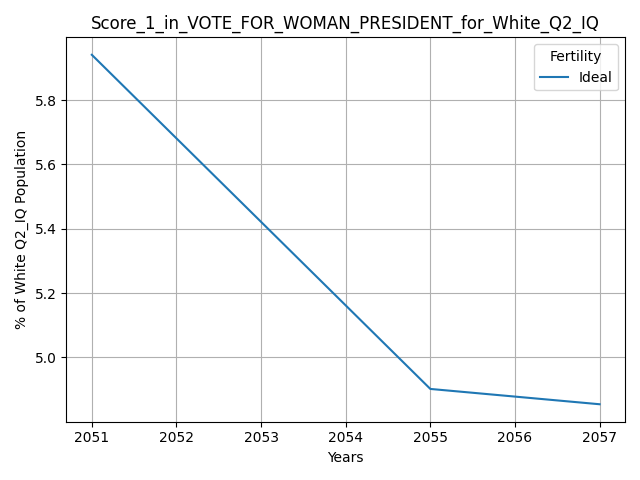 Score_1_in_VOTE_FOR_WOMAN_PRESIDENT_for_White_Q2_IQ
Fertility
Ideal
% of White Q2_IQ Population
5.8
5.6
5.4
5.2
5.0
2051 2052 2053 2054 2055 2056 2057
Years